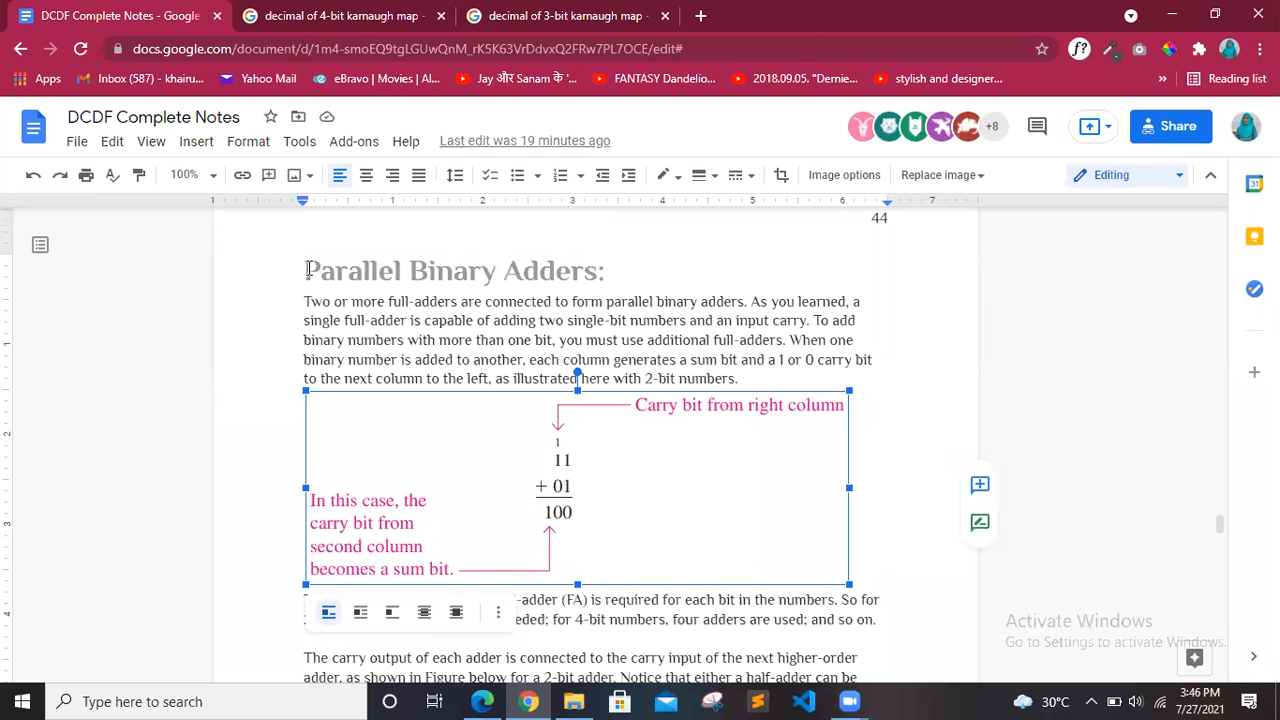 DCDF Complete Notes - Google
decimal of 4-bit karnaugh map -
decimal of 3-bit karnaugh map -
docs.google.com/document/d/1m4-smoEQ9tgLGUwQnM_rK5K63VrDdvxQ2FRw7PL7OCE/edit#
Apps
Inbox (587) - khairu...
Yahoo Mail
eBravo | Movies | Al...
Jay और Sanam के '...
FANTASY Dandelio...
2018.09.05. "Dernie...
stylish and designer...
»
Reading list
DCDF Complete Notes
+8
Share
File Edit View Insert Format Tools Add-ons Help
Last edit was 19 minutes ago
100%
Image options
Replace image
Editing
1 1 2 3 4 5 6 7
44
Parallel Binary Adders:
Two or more full-adders are connected to form parallel binary adders. As you learned, a
single full-adder is capable of adding two single-bit numbers and an input carry. To add
binary numbers with more than one bit, you must use additional full-adders. When one
binary number is added to another, each column generates a sum bit and a 1 or 0 carry bit
to the next column to the left, as illustrated here with 2-bit numbers.
Carry bit from right column
1
11
+ 01
100
In this case, the
carry bit from
second column
becomes a sum bit.
-adder (FA) is required for each bit in the numbers. So for
eded; for 4-bit numbers, four adders are used; and so on.
The carry output of each adder is connected to the carry input of the next higher-order
adder, as shown in Figure below for a 2-bit adder. Notice that either a half-adder can be
1
2
3
4
Activate Windows
Go to Settings to activate Windows.
Type here to search
30°C
3:46 PM
7/27/2021